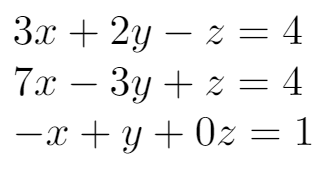 3x + 2y − z = 4
7x − 3y + z = 4
−x + y + 0z = 1